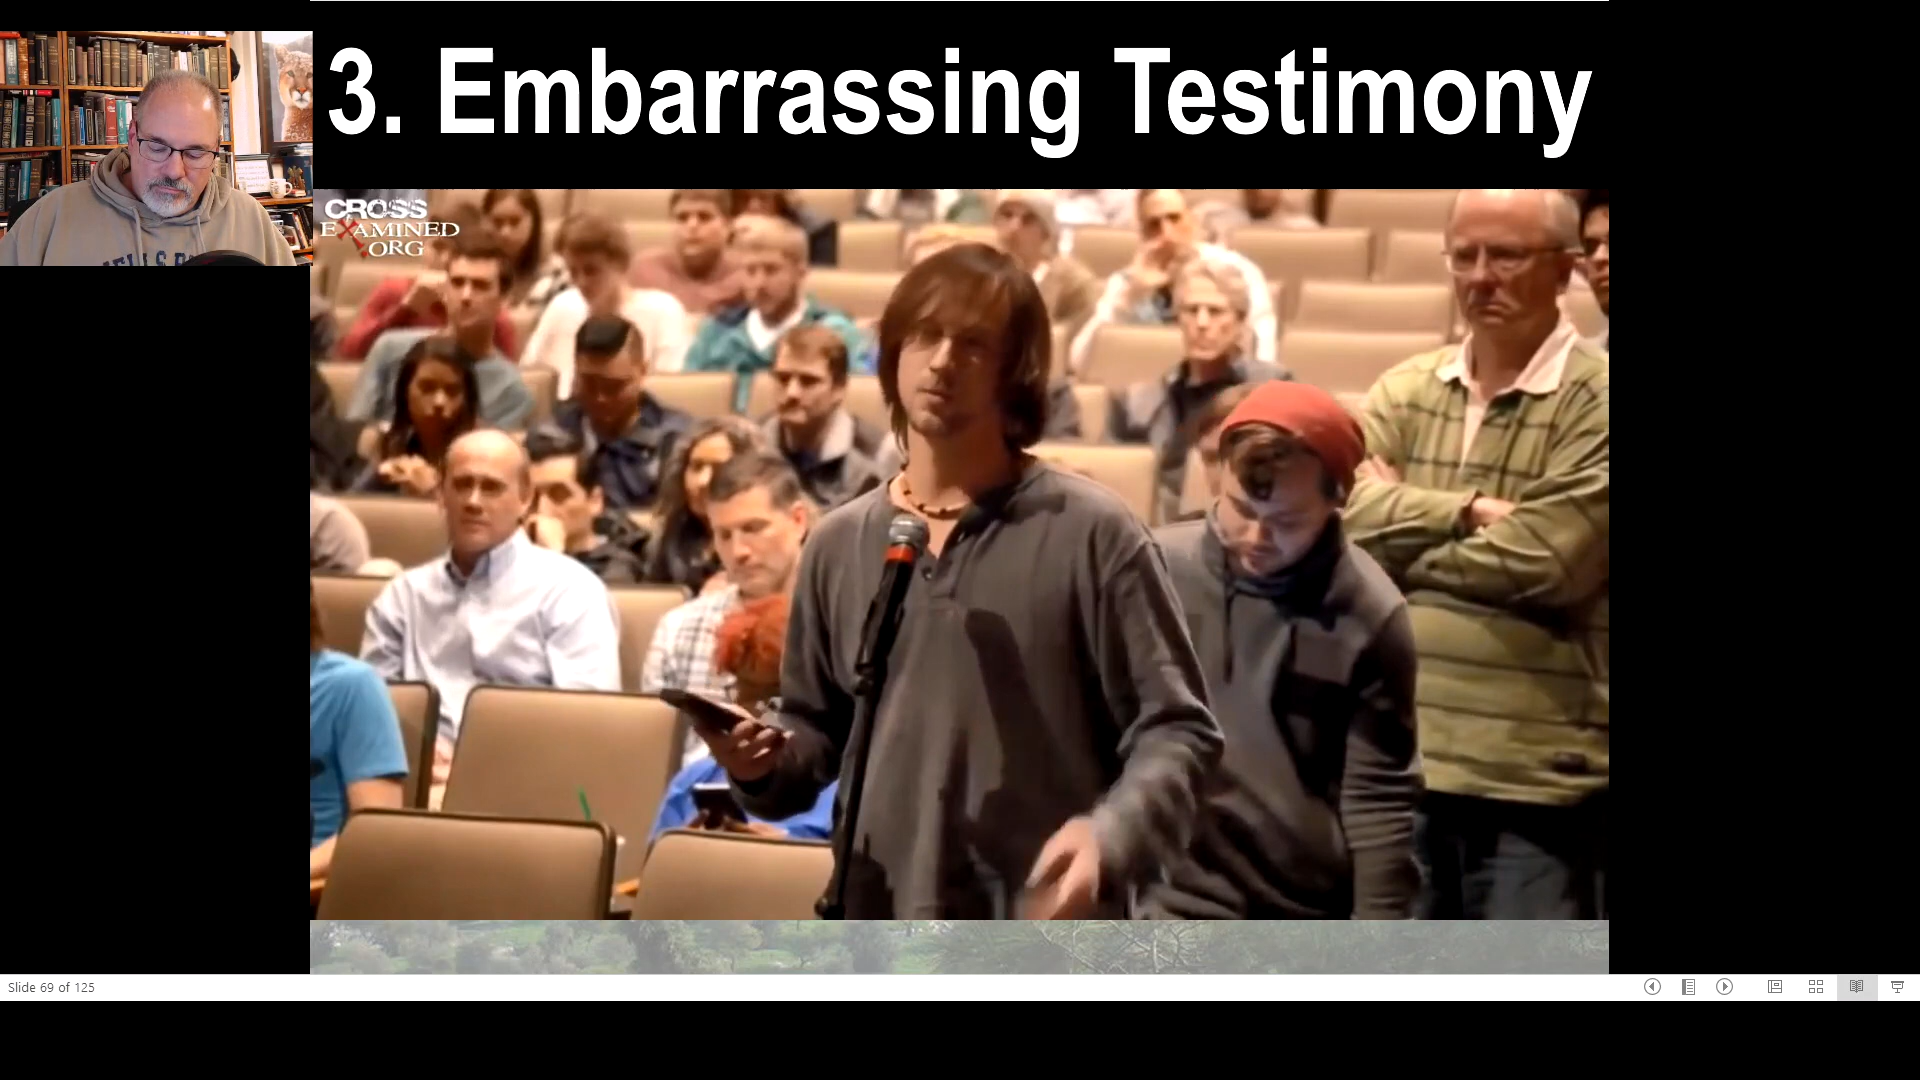 3. Embarrassing Testimony
CROSS
EXAMINED
.ORG
Slide 69 of 125